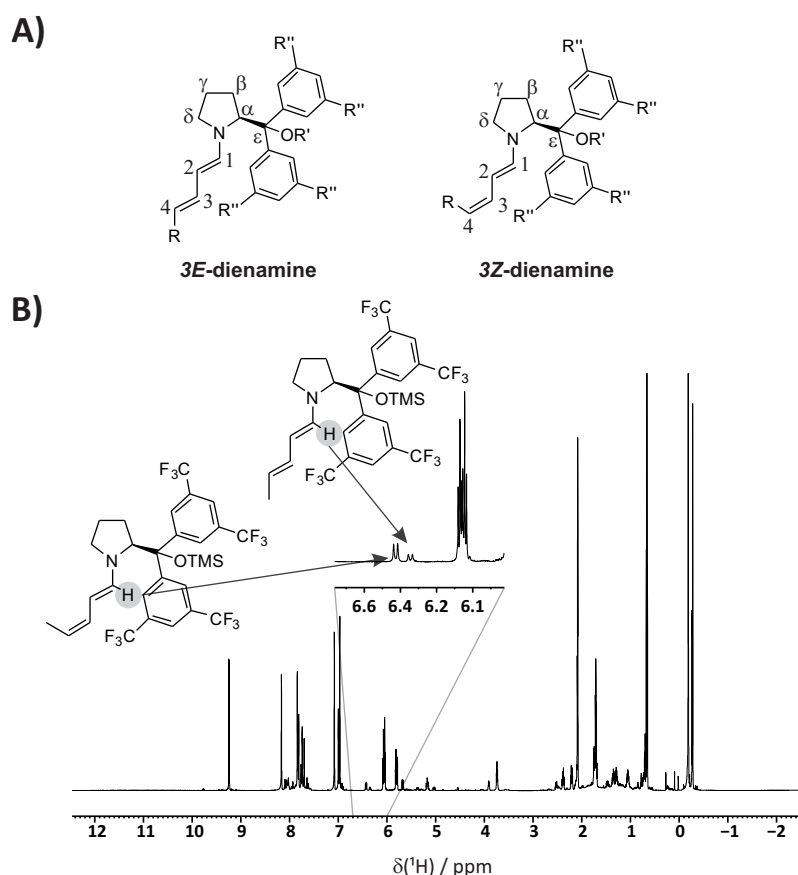 A)
R"
R"
γ
β
δ
α
N
ε
OR'
2
1
4
3
R"
R"
R
3E-dienamine
R"
R"
γ
β
δ
α
N
ε
OR'
2
1
R
3
4
R"
R"
3Z-dienamine
B)
F3C
CF3
N
OTMS
H
F3C
CF3
F3C
CF3
N
OTMS
H
F3C
CF3
6.6 6.4 6.2 6.1
12 11 10 9 8 7 6 5 4 3 2 1 0 −1 −2
δ(¹H) / ppm